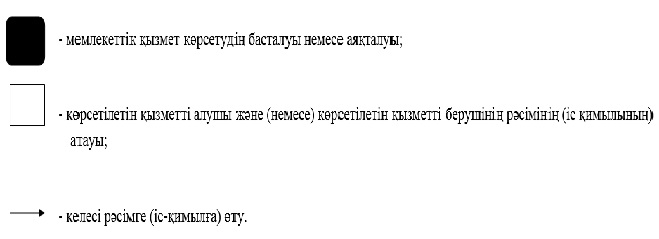 - мемлекеттік қызмет көрсетудің басталуы немесе аяқталуы;
- көрсетілетін қызметті алушы және (немесе) көрсетілетін қызметті берушінің рәсімінің (іс қимылының)
атауы;
- келесі рәсімге (іс-қимылға) өту.